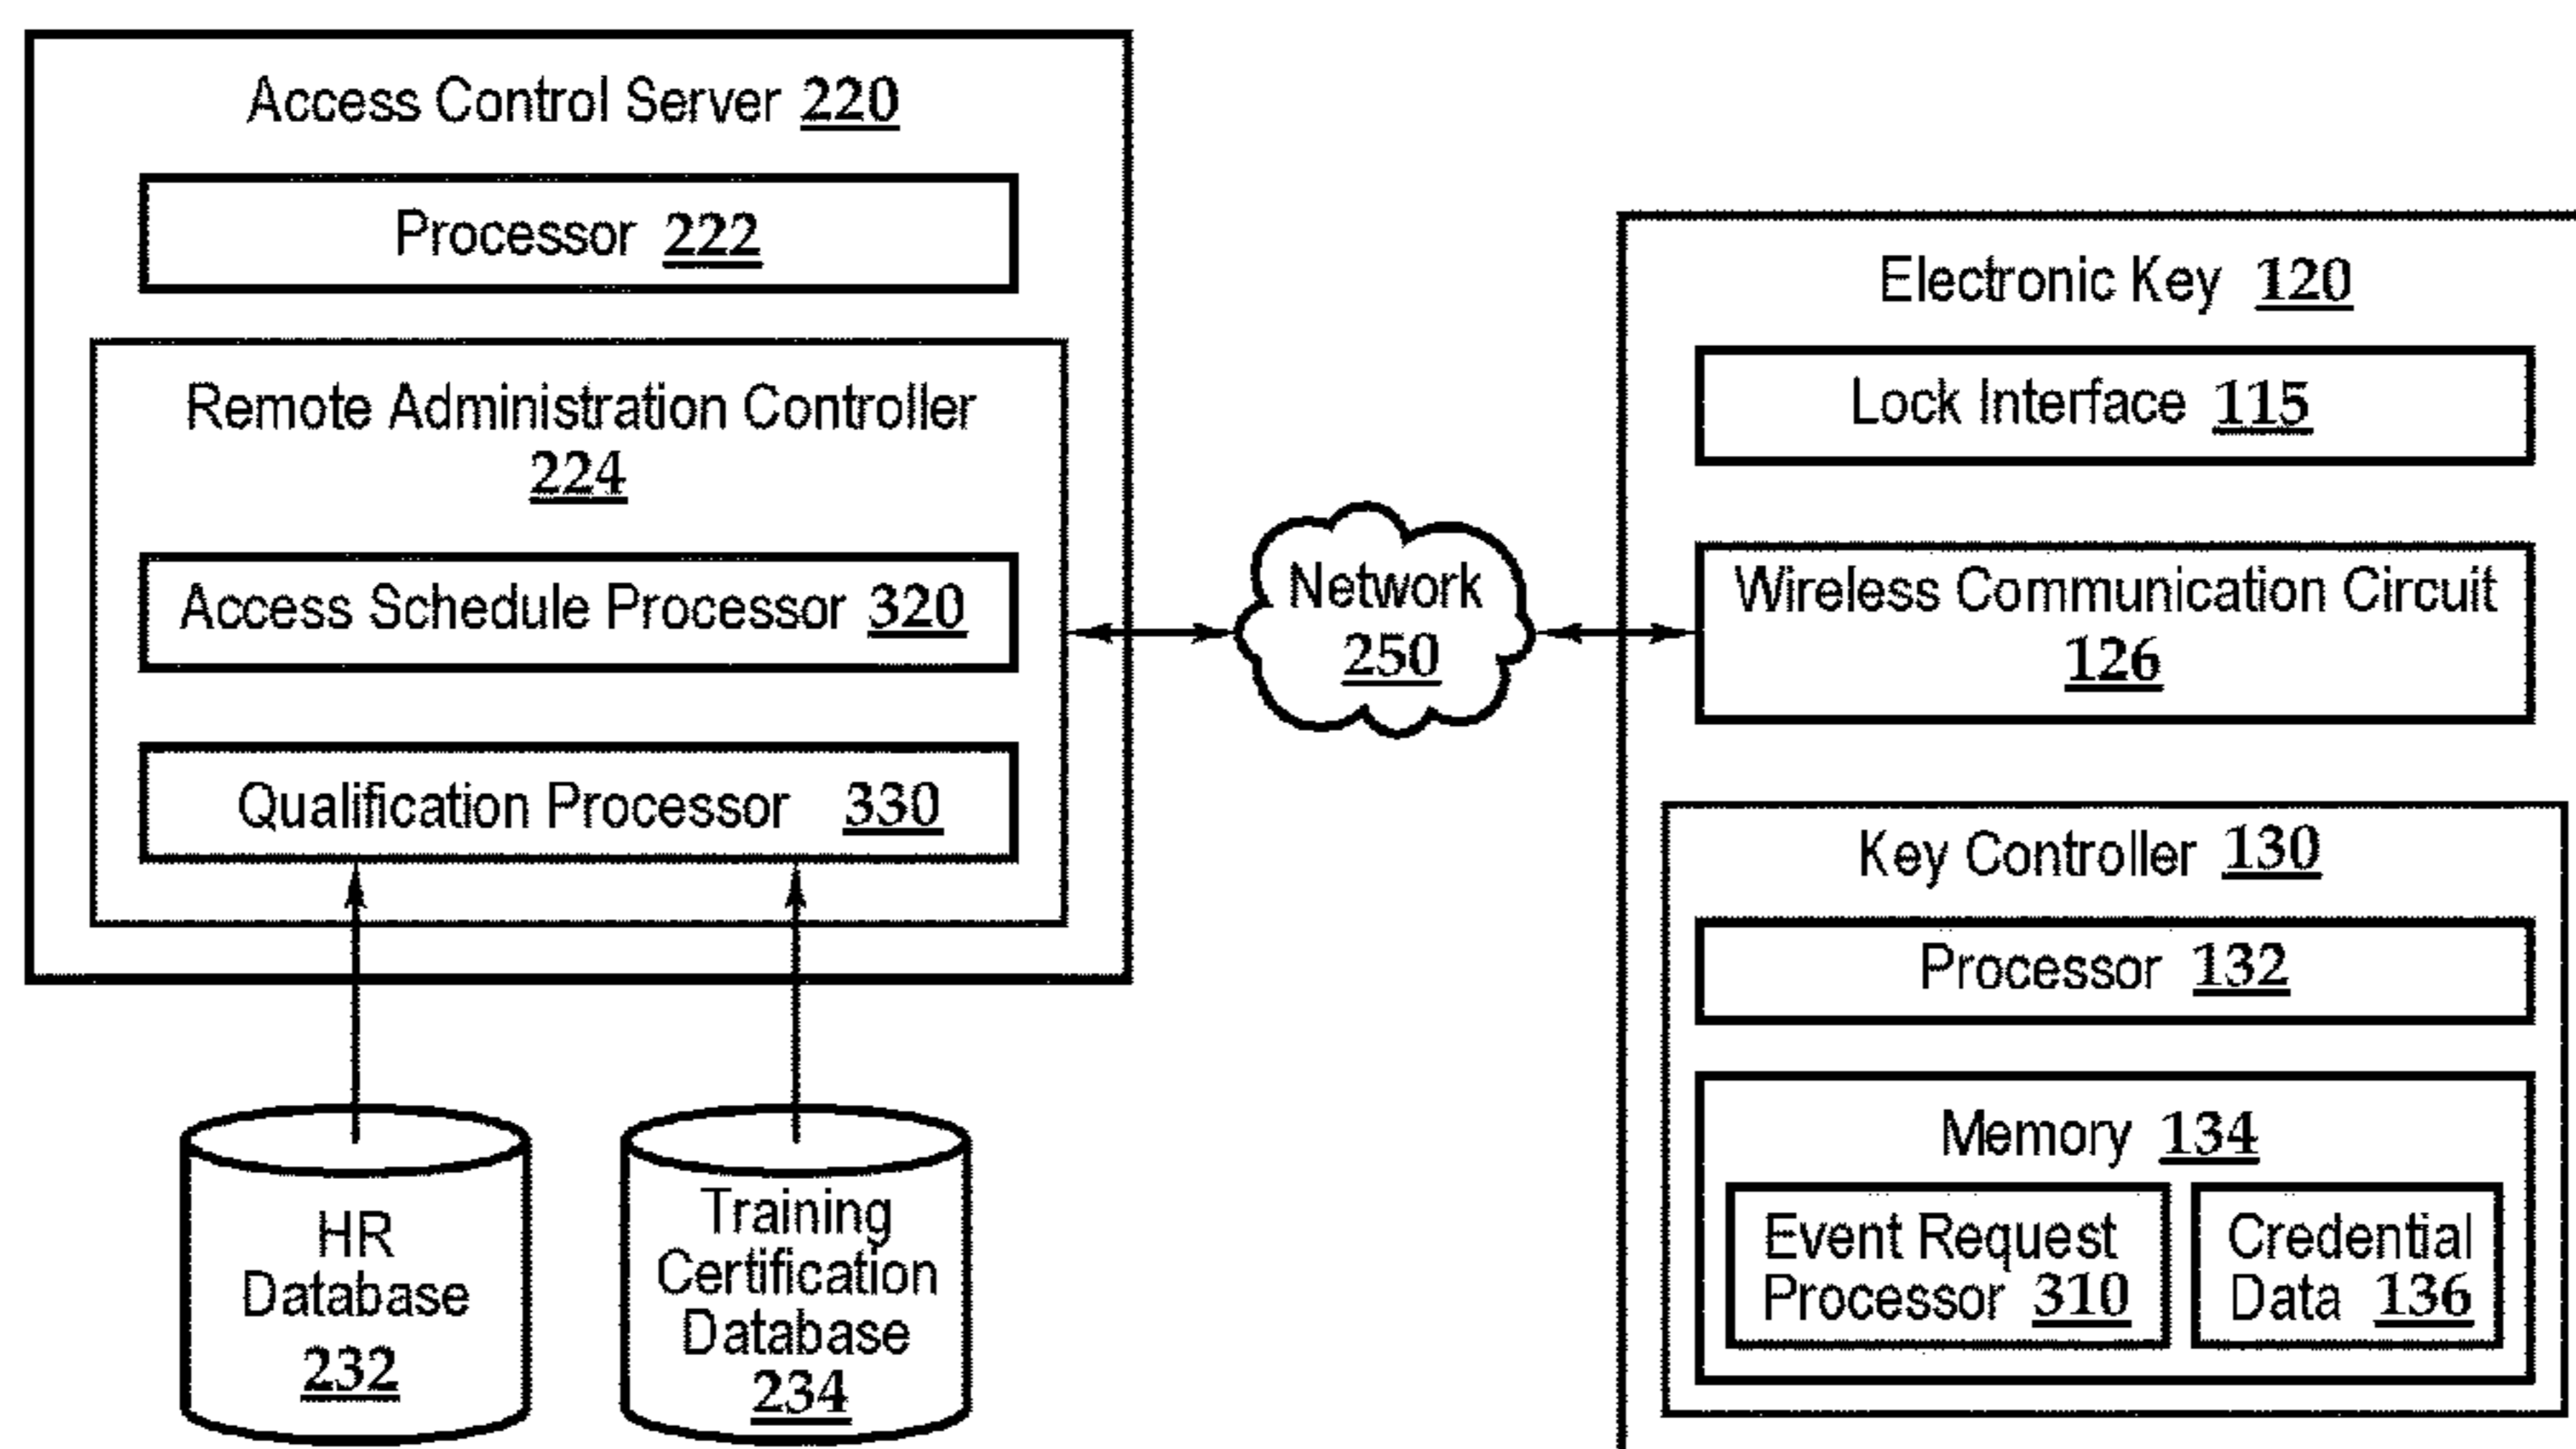 Access Control Server 220
Processor 222
Remote Administration Controller
224
Access Schedule Processor 320
Qualification Processor 330
HR
Database
232
Training
Certification
Database
234
Network
250
Electronic Key 120
Lock Interface 115
Wireless Communication Circuit
126
Key Controller 130
Processor 132
Memory 134
Event Request
Processor 310
Credential
Data 136